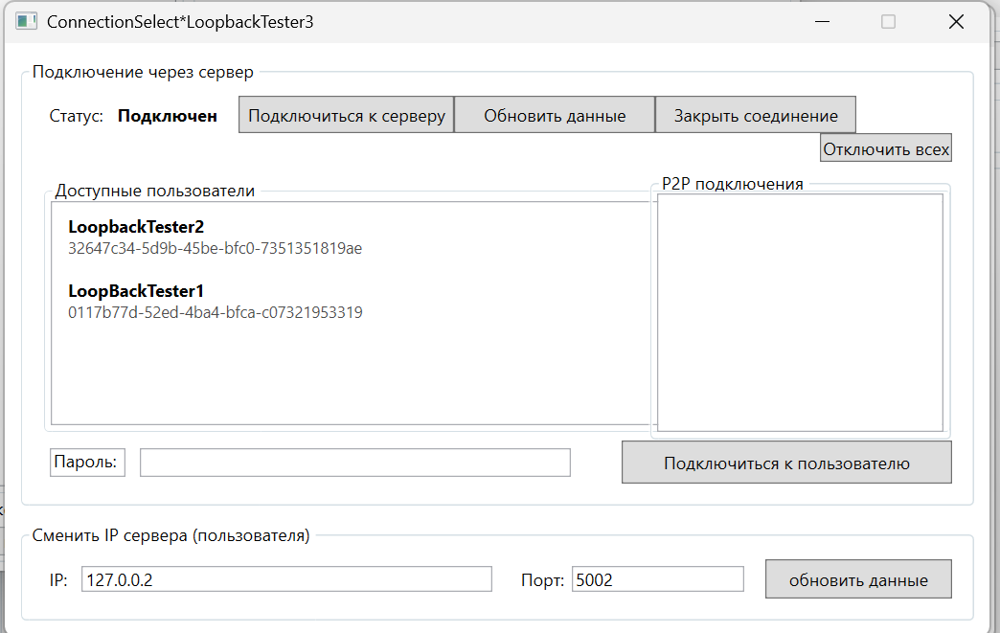 ConnectionSelect*LoopbackTester3
Подключение через сервер
Статус: Подключен Подключиться к серверу Обновить данные Закрыть соединение
Отключить всех
Доступные пользователи
P2P подключения
LoopbackTester2
32647c34-5d9b-45be-bfc0-7351351819ae
LoopBackTester1
0117b77d-52ed-4ba4-bfca-c07321953319
Пароль: Подключиться к пользователю
Сменить IP сервера (пользователя)
IP: 127.0.0.2 Порт: 5002 обновить данные